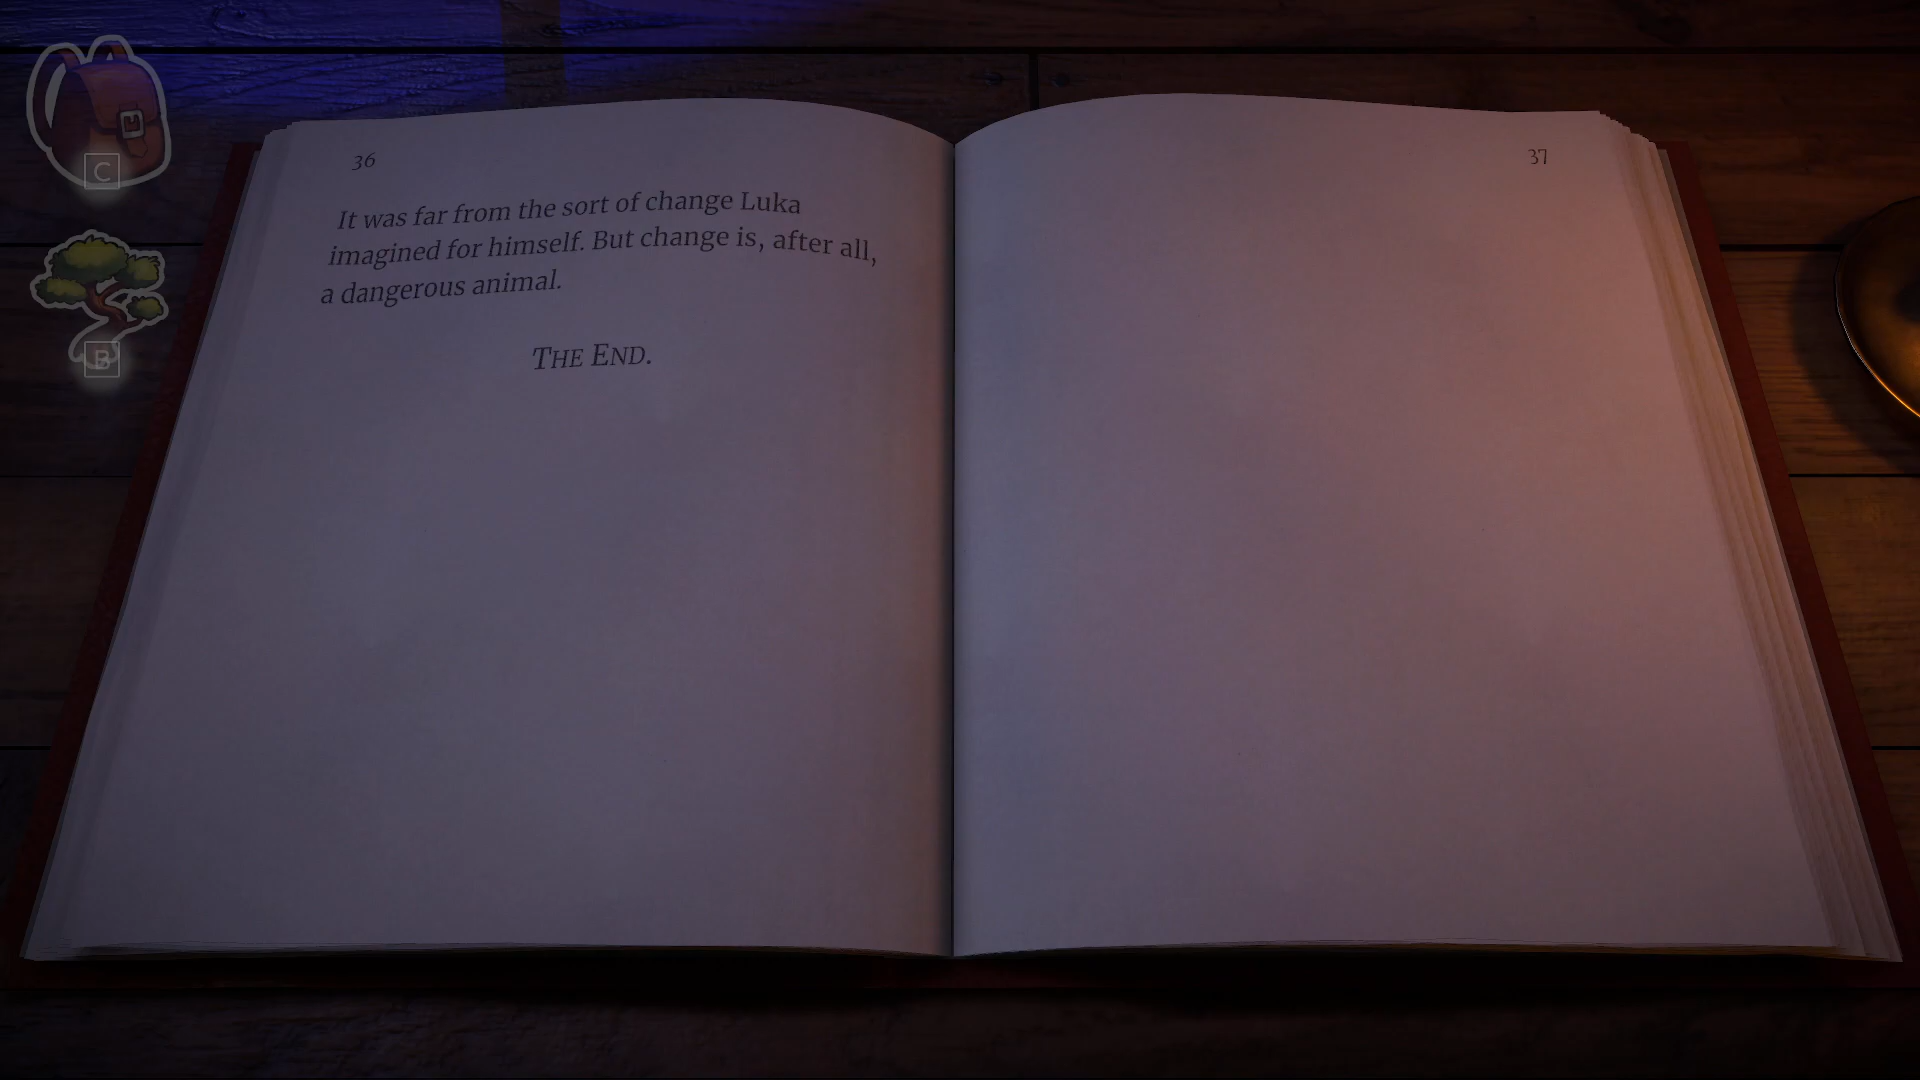 C
B
36
It was far from the sort of change Luka
imagined for himself. But change is, after all,
a dangerous animal.
THE END.
37